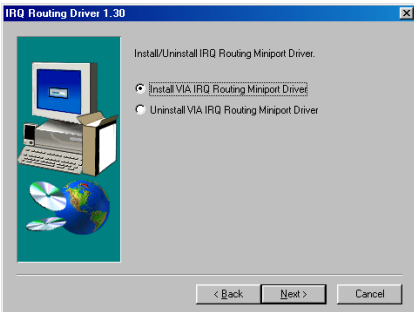 IRQ Routing Driver 1.30
Install/Uninstall IRQ Routing Miniport Driver.
Install VIA IRQ Routing Miniport Driver
Uninstall VIA IRQ Routing Miniport Driver
< Back
Next >
Cancel